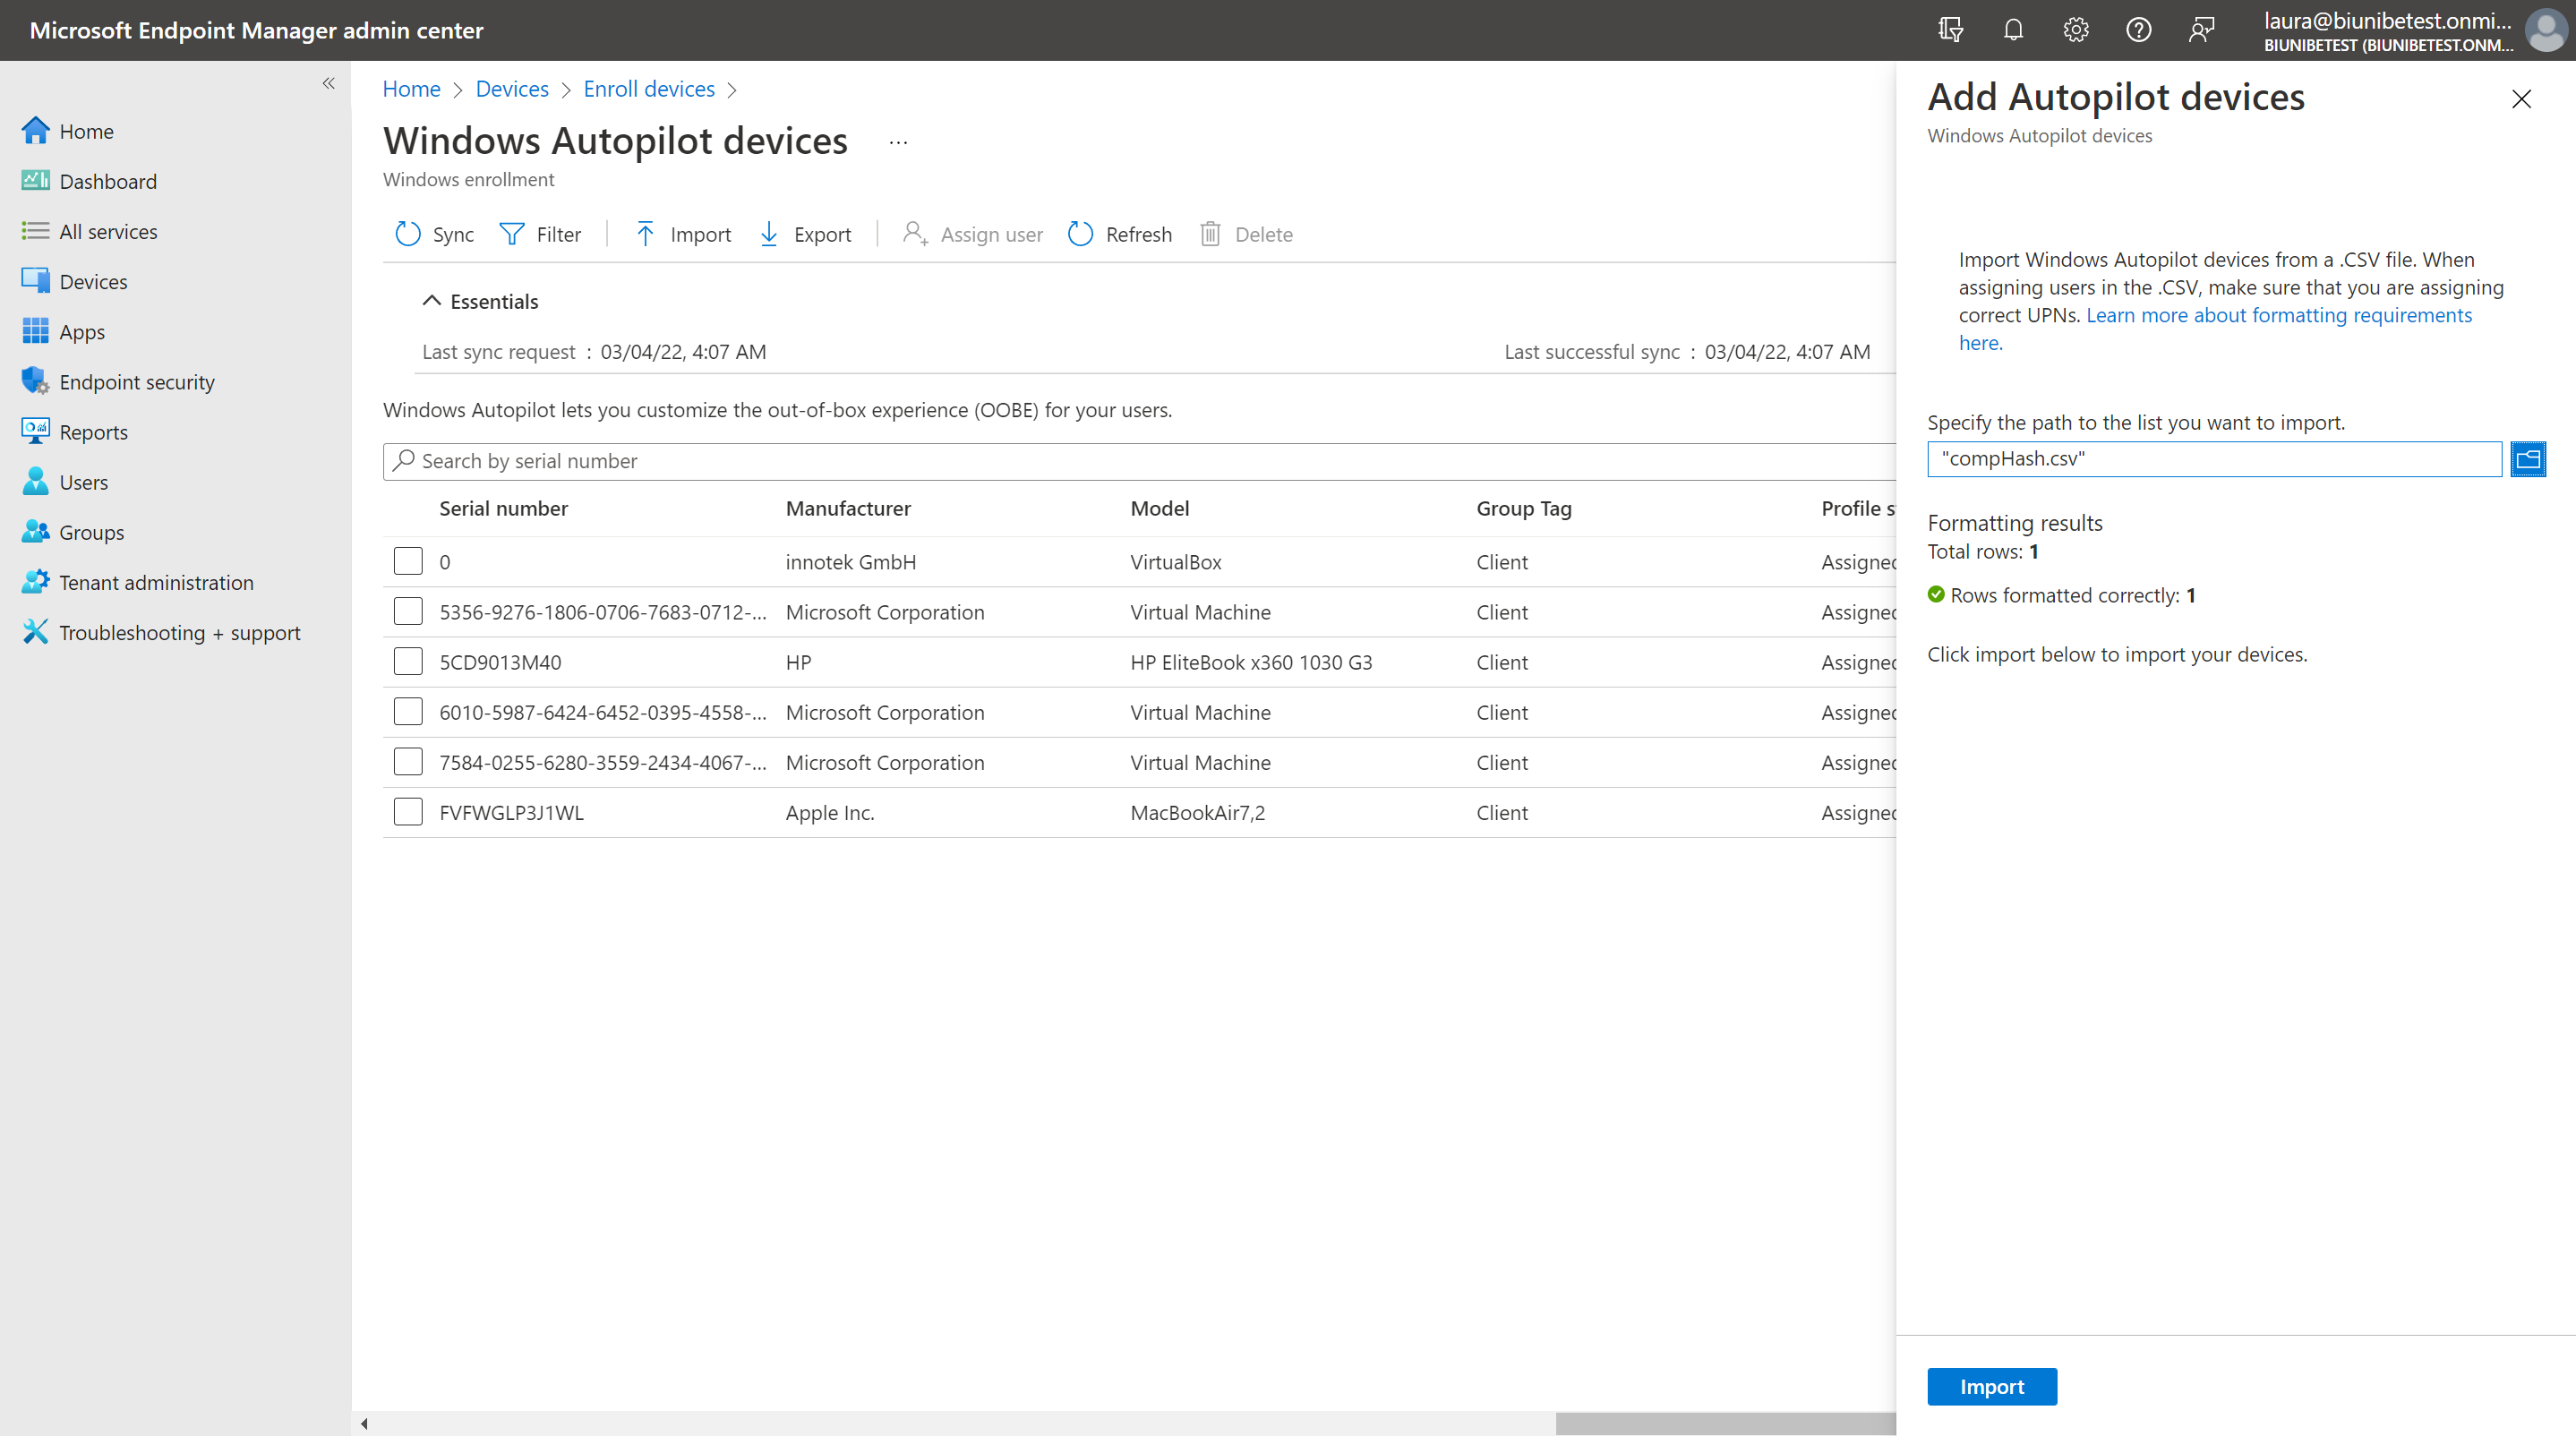 Microsoft Endpoint Manager admin center
laura@biunibetest.onmi...
BIUNIBETEST (BIUNIBETEST.ONM...
Home
Dashboard
All services
Devices
Apps
Endpoint security
Reports
Users
Groups
Tenant administration
Troubleshooting + support
Home > Devices > Enroll devices >
Windows Autopilot devices ...
Windows enrollment
Sync Filter Import Export Assign user Refresh Delete
Essentials
Last sync request : 03/04/22, 4:07 AM Last successful sync : 03/04/22, 4:07 AM
Windows Autopilot lets you customize the out-of-box experience (OOBE) for your users.
Search by serial number
Serial number Manufacturer Model Group Tag Profile s
0 innotek GmbH VirtualBox Client Assigned
5356-9276-1806-0706-7683-0712-... Microsoft Corporation Virtual Machine Client Assigned
5CD9013M40 HP HP EliteBook x360 1030 G3 Client Assigned
6010-5987-6424-6452-0395-4558-... Microsoft Corporation Virtual Machine Client Assigned
7584-0255-6280-3559-2434-4067-... Microsoft Corporation Virtual Machine Client Assigned
FVFWGLP3J1WL Apple Inc. MacBookAir7,2 Client Assigned
Add Autopilot devices
Windows Autopilot devices
Import Windows Autopilot devices from a .CSV file. When
assigning users in the .CSV, make sure that you are assigning
correct UPNs. Learn more about formatting requirements
here.
Specify the path to the list you want to import.
"compHash.csv"
Formatting results
Total rows: 1
Rows formatted correctly: 1
Click import below to import your devices.
Import